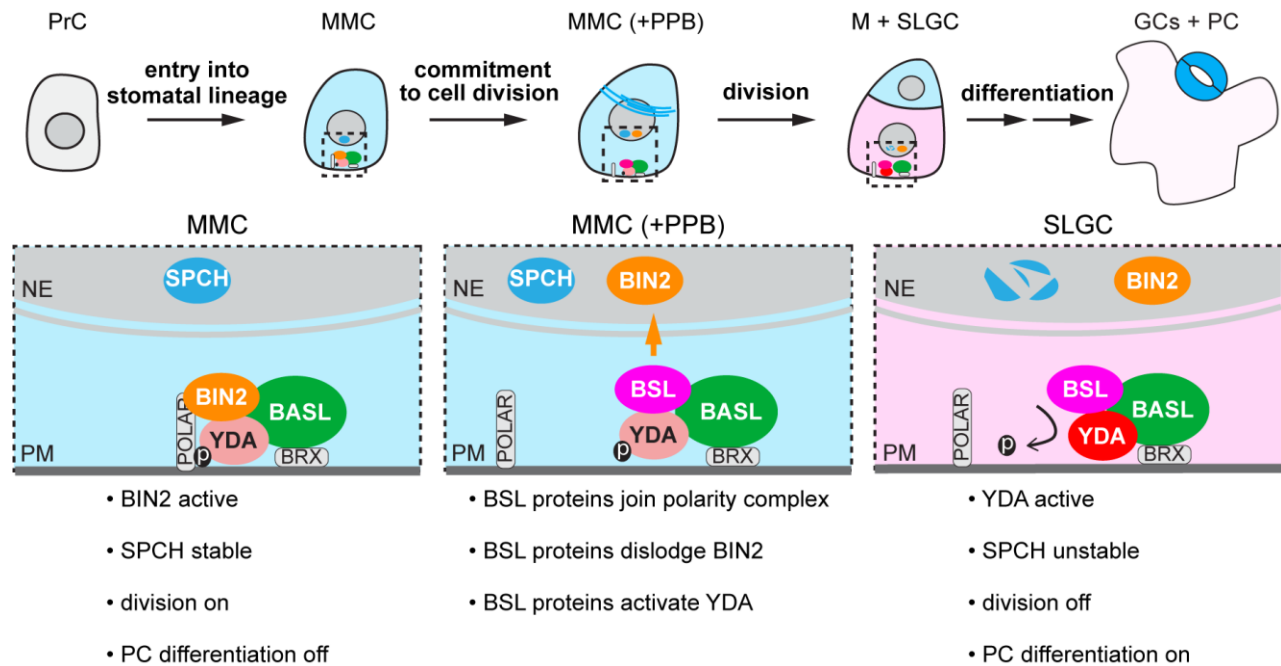 PrC
MMC
MMC (+PPB)
M + SLGC
GCs + PC
entry into
stomatal lineage
commitment
to cell division
division
differentiation
MMC
MMC (+PPB)
SLGC
NE
SPCH
BIN2
BASL
YDA
POLAR
p
BRX
PM
NE
SPCH
BIN2
BSL
BASL
YDA
POLAR
p
BRX
PM
NE
BIN2
BSL
BASL
YDA
POLAR
p
BRX
PM
• BIN2 active
• SPCH stable
• division on
• PC differentiation off
• BSL proteins join polarity complex
• BSL proteins dislodge BIN2
• BSL proteins activate YDA
• YDA active
• SPCH unstable
• division off
• PC differentiation on